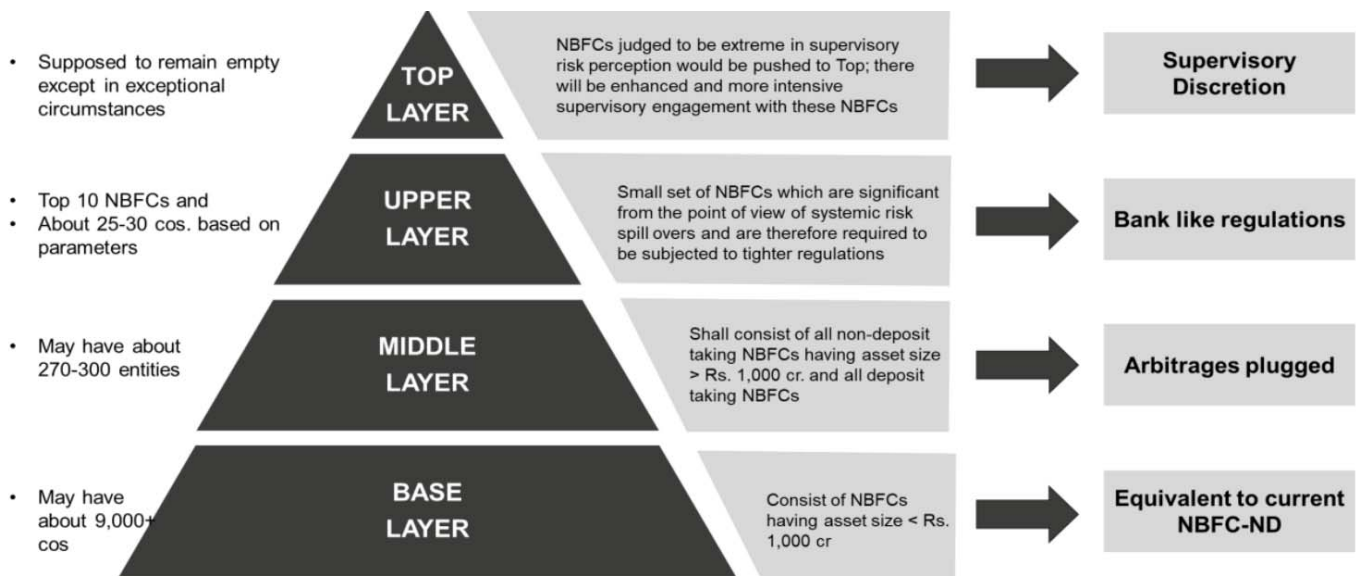 • Supposed to remain empty
except in exceptional
circumstances
TOP
LAYER
NBFCs judged to be extreme in supervisory
risk perception would be pushed to Top; there
will be enhanced and more intensive
supervisory engagement with these NBFCs
Supervisory
Discretion
• Top 10 NBFCs and
• About 25-30 cos. based on
parameters
UPPER
LAYER
Small set of NBFCs which are significant
from the point of view of systemic risk
spill overs and are therefore required to
be subjected to tighter regulations
Bank like regulations
• May have about
270-300 entities
MIDDLE
LAYER
Shall consist of all non-deposit
taking NBFCs having asset size
> Rs. 1,000 cr. and all deposit
taking NBFCs
Arbitrages plugged
• May have
about 9,000+
cos
BASE
LAYER
Consist of NBFCs
having asset size < Rs.
1,000 cr
Equivalent to current
NBFC-ND